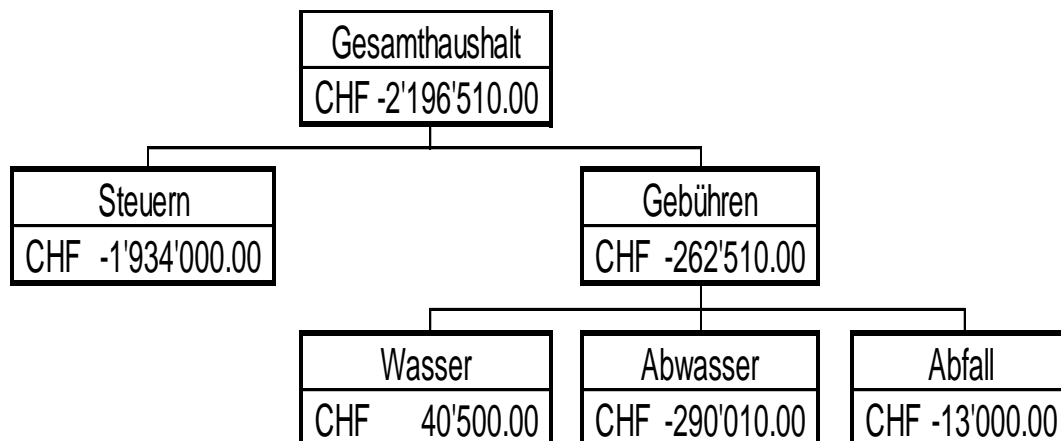 Gesamthaushalt
CHF -2'196'510.00
Steuern
CHF -1'934'000.00
Gebühren
CHF -262'510.00
Wasser
CHF 40'500.00
Abwasser
CHF -290'010.00
Abfall
CHF -13'000.00